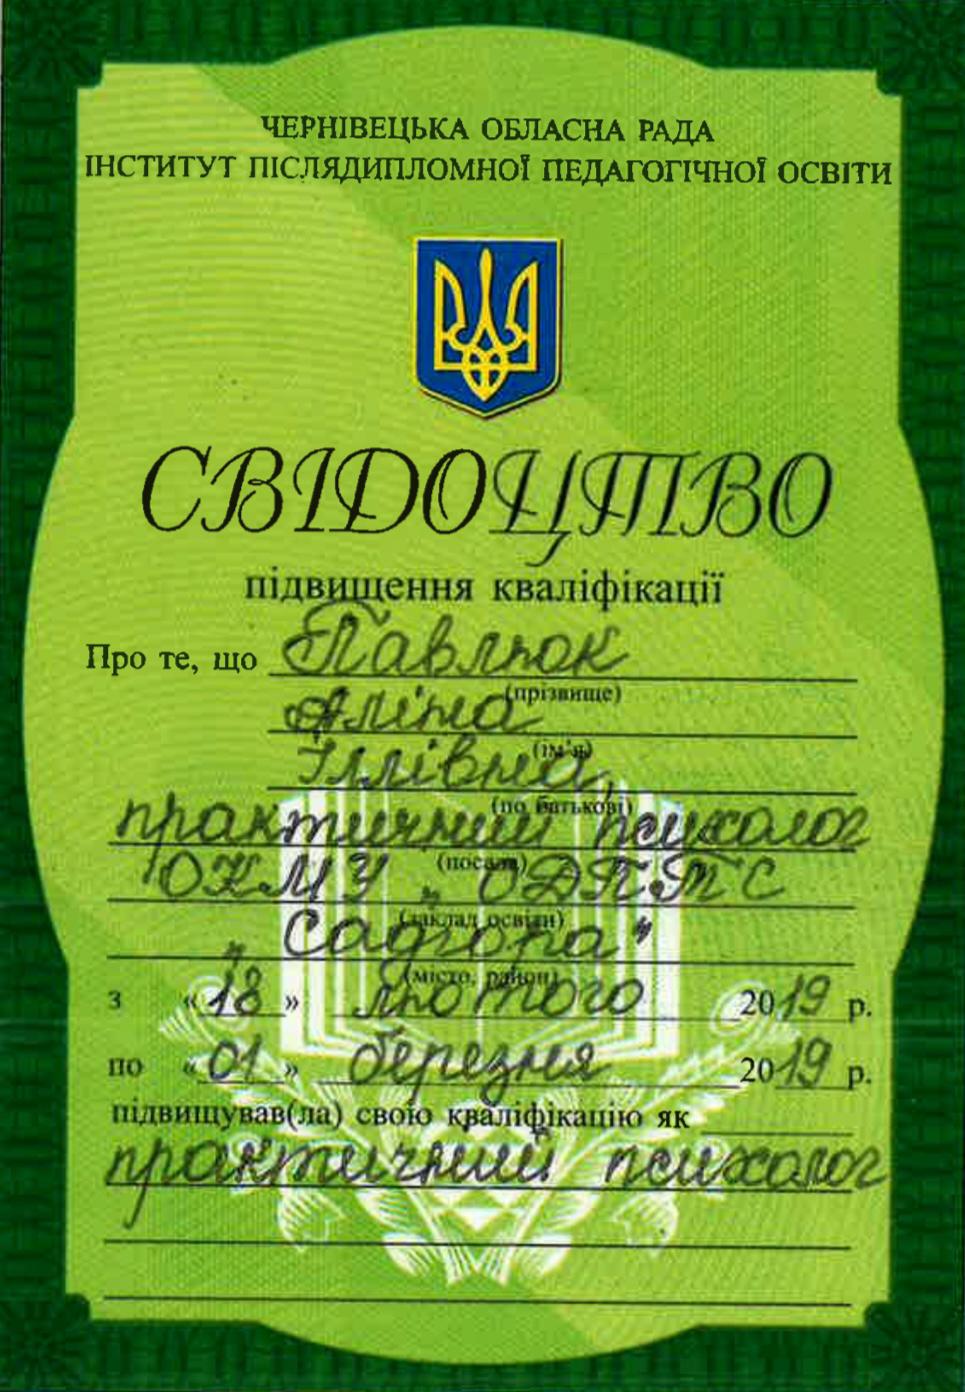 ЧЕРНІВЕЦЬКА ОБЛАСНА РАДА
ІНСТИТУТ ПІСЛЯДИПЛОМНОЇ ПЕДАГОГІЧНОЇ ОСВІТИ
СВІДОЦТВО
підвищення кваліфікації
Про те, що Павлюк
(прізвище)
Аліна
(ім'я)
Іллівна,
(по батькові)
практичний психолог
(посада)
ОКМУ „ ОДПТС
(заклад освіти)
„ Садгора"
(місто, район)
з «18» лютого 2019 р.
по «01» березня 2019 р.
підвищував(ла) свою кваліфікацію як
практичний психолог